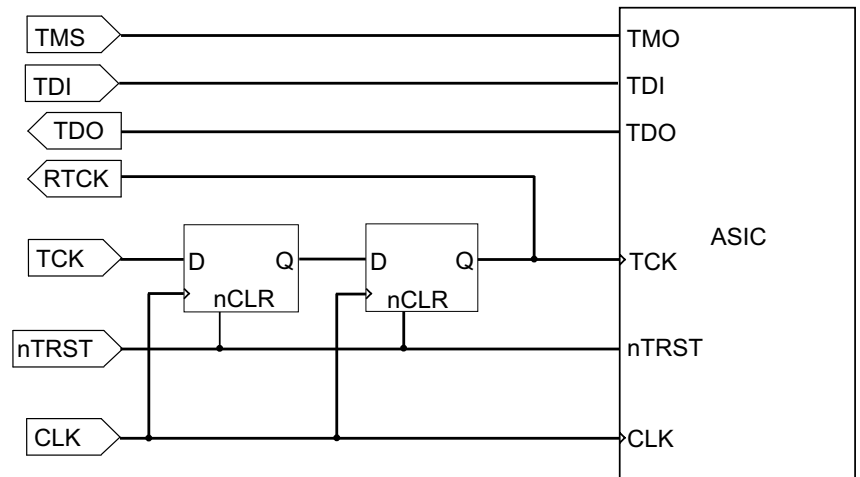 TMS
TMO
TDI
TDI
TDO
TDO
RTCK
ASIC
TCK
D
Q
D
Q
TCK
nCLR
nCLR
nTRST
nTRST
CLK
CLK